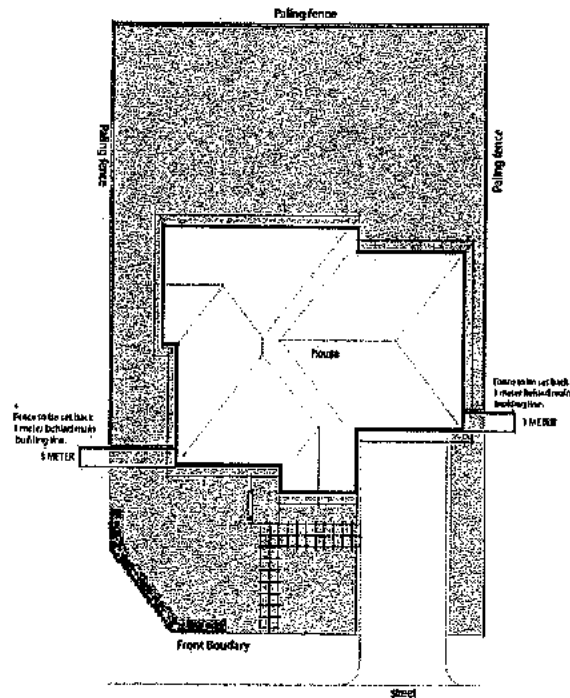 Paling fence
Paling fence
Paling fence
house
Fence to be set back
1 meter behind main
building line.
1 METER
Fence to be set back
1 meter behind main
building line.
1 METER
Front Boudary
street